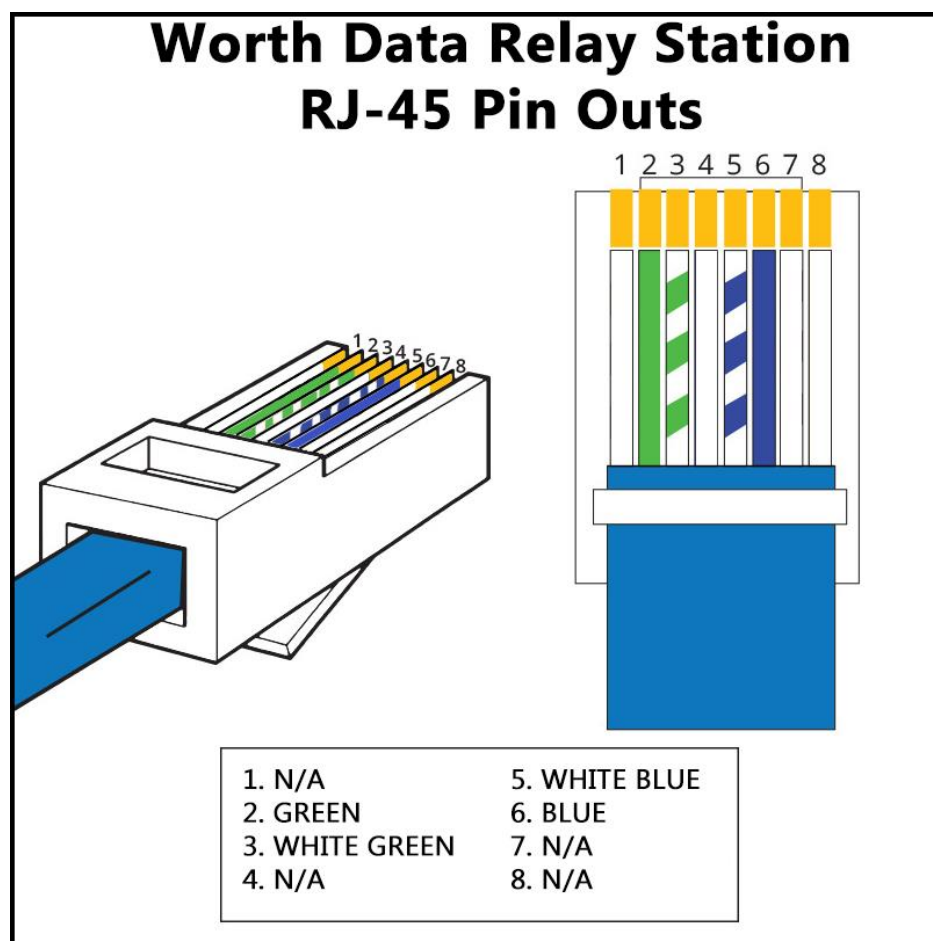 Worth Data Relay Station
RJ-45 Pin Outs
1 2 3 4 5 6 7 8
1 2 3 4 5 6 7 8
1. N/A
2. GREEN
3. WHITE GREEN
4. N/A
5. WHITE BLUE
6. BLUE
7. N/A
8. N/A